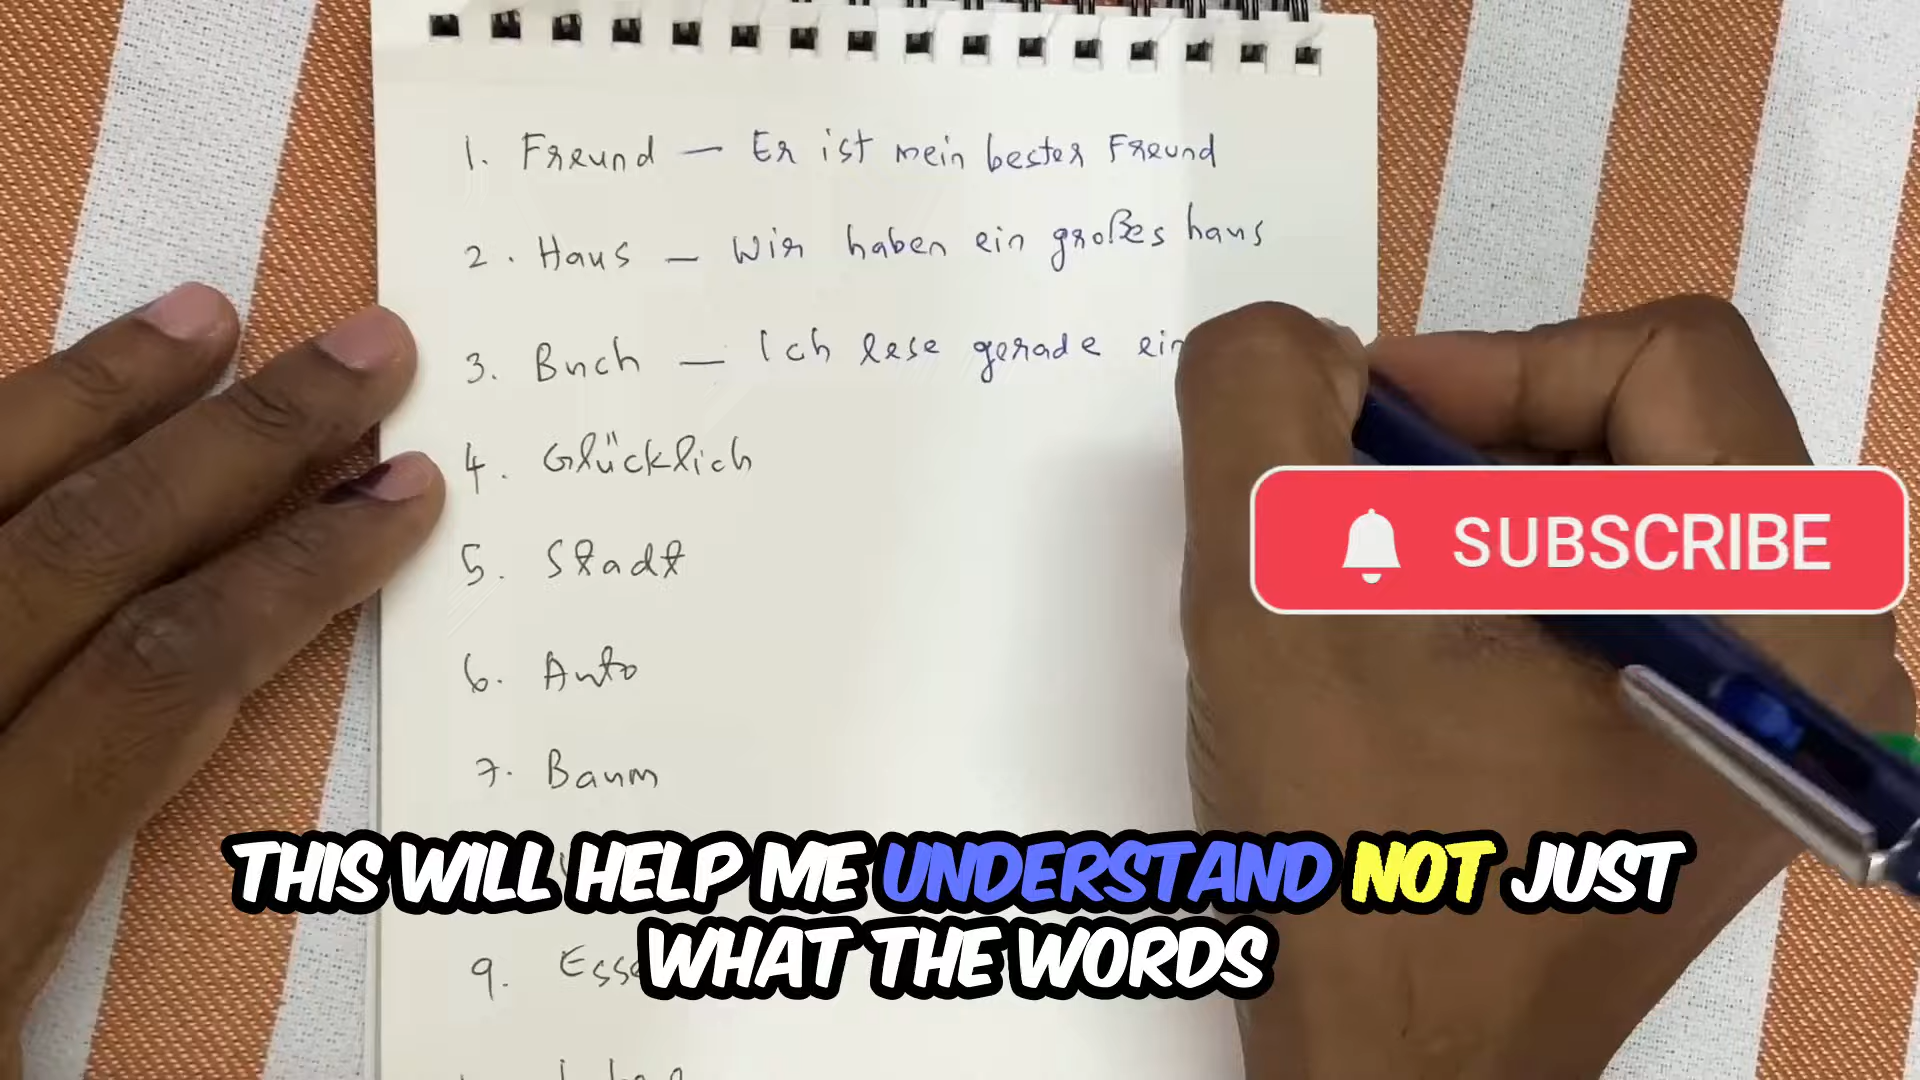 1. Freund — Er ist mein bester Freund
2. Haus — Wir haben ein großes haus
3. Buch — Ich lese gerade ein
4. Glücklich
5. Stadt
6. Auto
7. Baum
SUBSCRIBE
THIS WILL HELP ME UNDERSTAND NOT JUST
WHAT THE WORDS
9. Esse